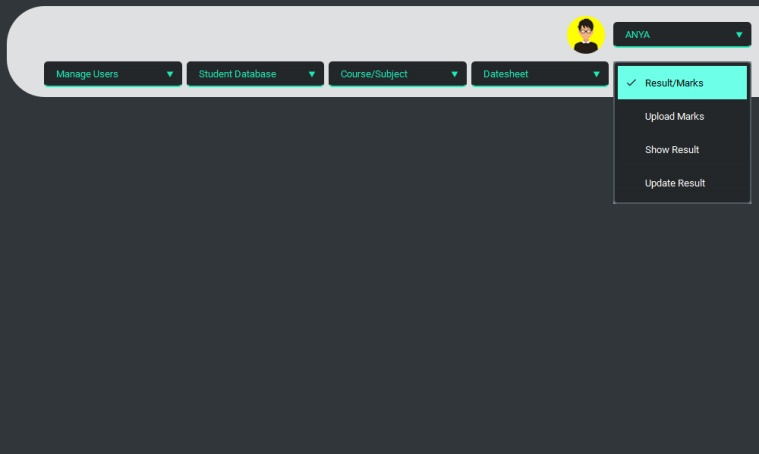 ANYA
Manage Users
Student Database
Course/Subject
Datesheet
Result/Marks
Upload Marks
Show Result
Update Result